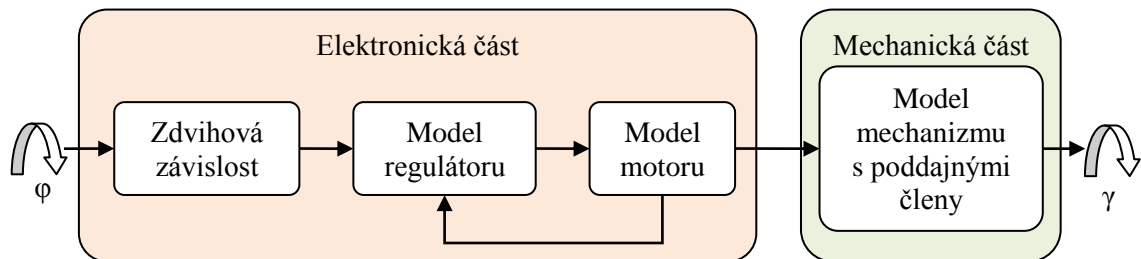 Elektronická část
Mechanická část
φ
Zdvihová
závislost
Model
regulátoru
Model
motoru
Model
mechanizmu
s poddajnými
členy
γ